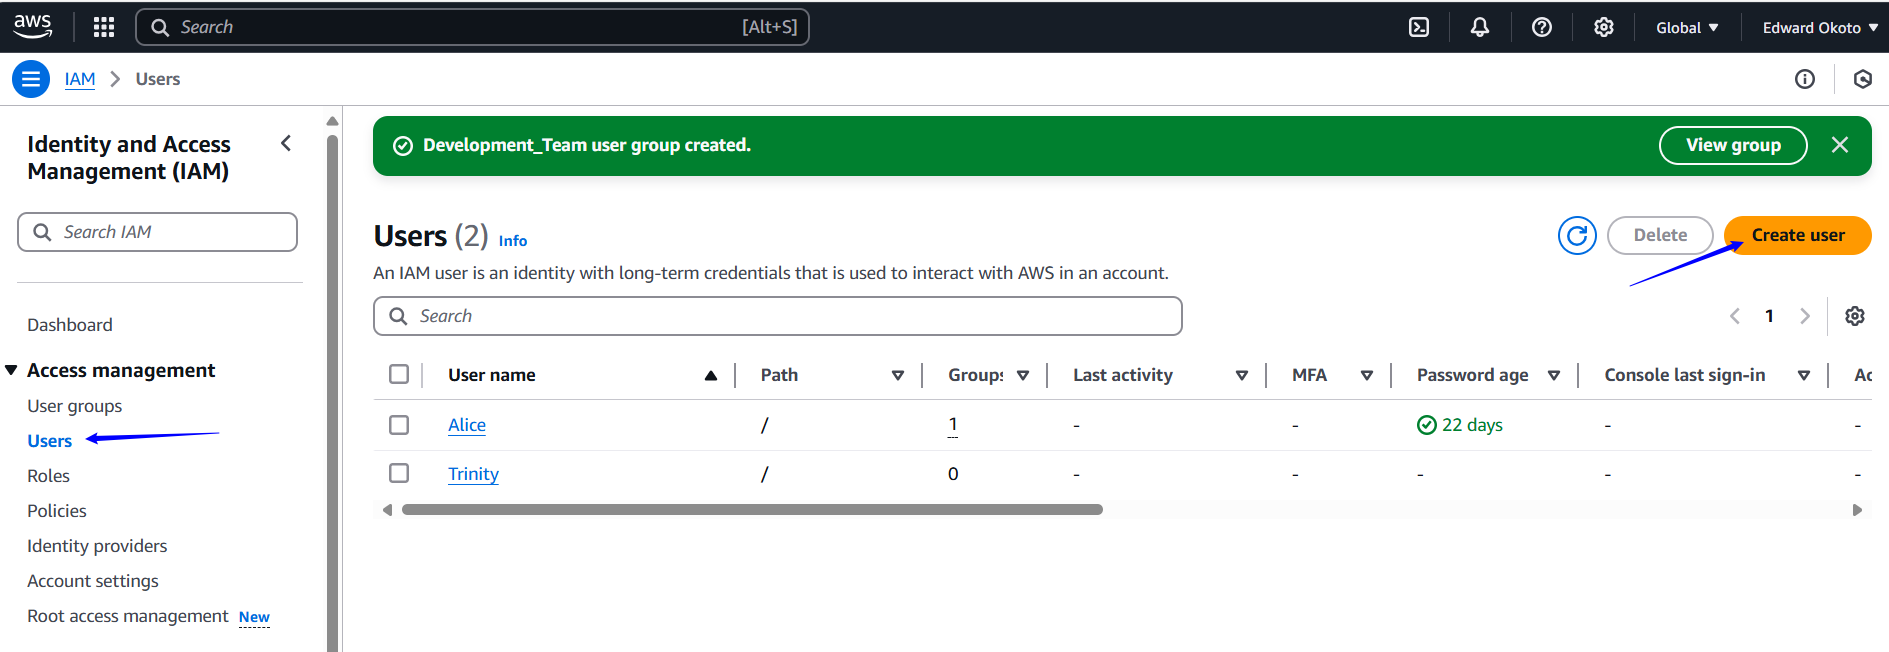 aws
Search [Alt+S]
Global
Edward Okoto
IAM > Users
Identity and Access
Management (IAM)
Search IAM
Dashboard
Access management
User groups
Users
Roles
Policies
Identity providers
Account settings
Root access management New
Development_Team user group created.
View group
Users (2) Info
Delete
Create user
An IAM user is an identity with long-term credentials that is used to interact with AWS in an account.
Search
1
User name Path Groups Last activity MFA Password age Console last sign-in Ac
Alice / 1 - - 22 days - -
Trinity / 0 - - - - -